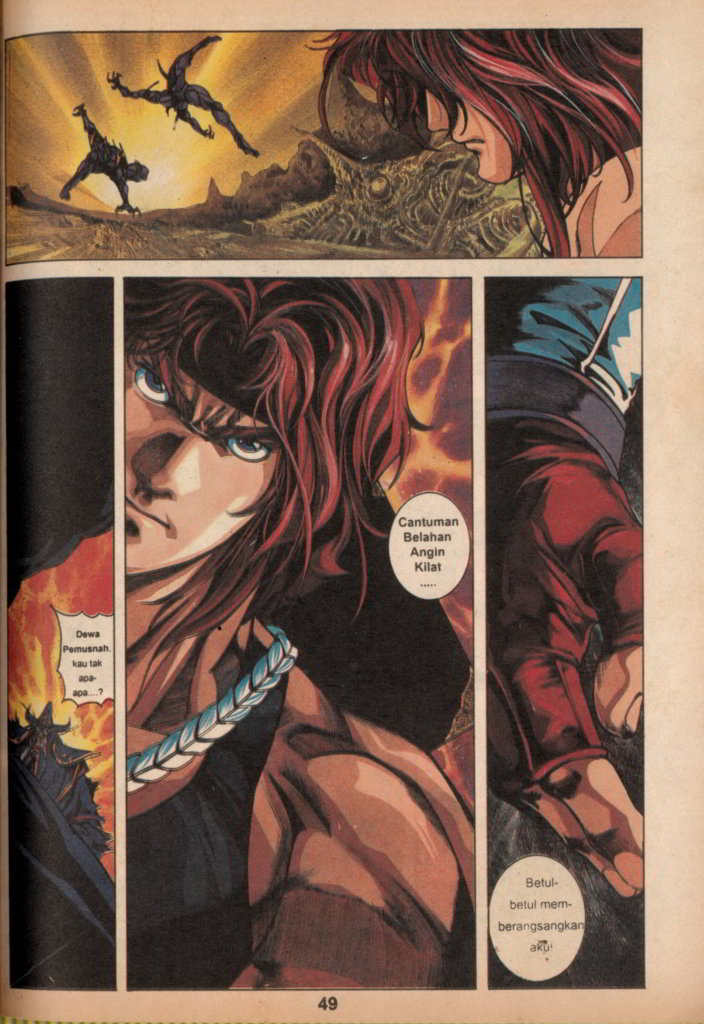 Dewa
Pemusnah.
kau tak
apa-
apa....?
Cantuman
Belahan
Angin
Kilat
.....
Betul-
betul mem-
berangsangkan
aku!
49